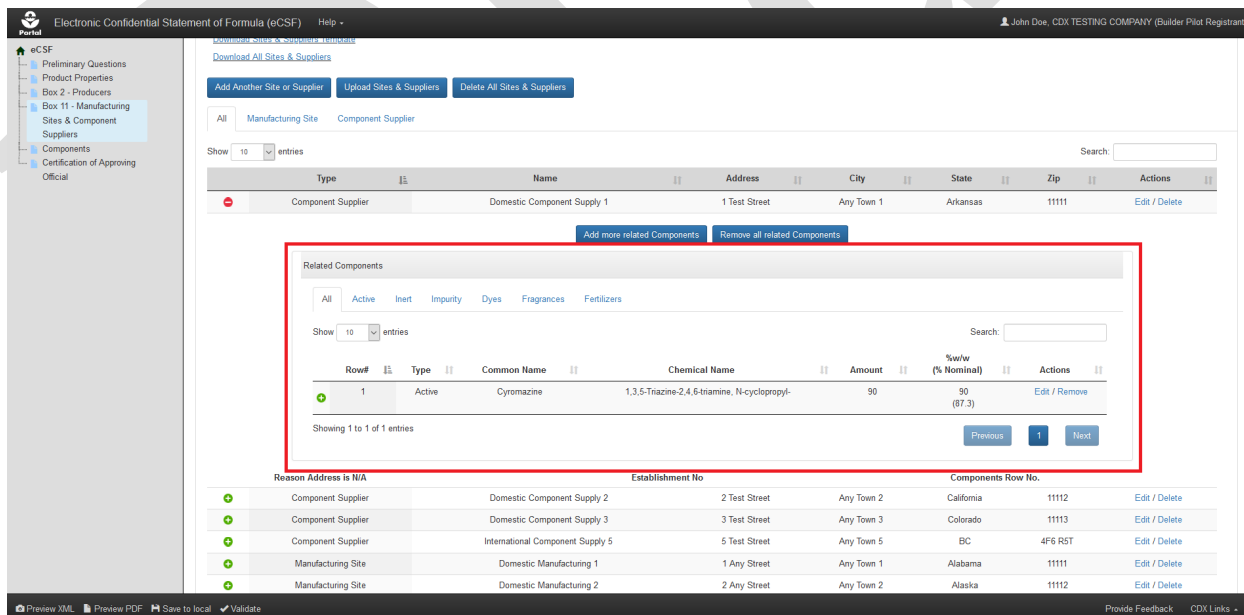 Portal Electronic Confidential Statement of Formula (eCSF) Help John Doe, CDX TESTING COMPANY (Builder Pilot Registrant
eCSF
Preliminary Questions
Product Properties
Box 2 - Producers
Box 11 - Manufacturing
Sites & Component
Suppliers
Components
Certification of Approving
Official
Download Sites & Suppliers Template
Download All Sites & Suppliers
Add Another Site or Supplier Upload Sites & Suppliers Delete All Sites & Suppliers
All Manufacturing Site Component Supplier
Show 10 entries Search:
Type Name Address City State Zip Actions
Component Supplier Domestic Component Supply 1 1 Test Street Any Town 1 Arkansas 11111 Edit / Delete
Add more related Components Remove all related Components
Related Components
All Active Inert Impurity Dyes Fragrances Fertilizers
Show 10 entries Search:
Row# Type Common Name Chemical Name Amount %w/w (% Nominal) Actions
1 Active Cyromazine 1,3,5-Triazine-2,4,6-triamine, N-cyclopropyl- 90 90 (87.3) Edit / Remove
Showing 1 to 1 of 1 entries
Previous 1 Next
Reason Address is N/A Establishment No Components Row No.
Component Supplier Domestic Component Supply 2 2 Test Street Any Town 2 California 11112 Edit / Delete
Component Supplier Domestic Component Supply 3 3 Test Street Any Town 3 Colorado 11113 Edit / Delete
Component Supplier International Component Supply 5 5 Test Street Any Town 5 BC 4F6 R5T Edit / Delete
Manufacturing Site Domestic Manufacturing 1 1 Any Street Any Town 1 Alabama 11111 Edit / Delete
Manufacturing Site Domestic Manufacturing 2 2 Any Street Any Town 2 Alaska 11112 Edit / Delete
Preview XML Preview PDF Save to local Validate Provide Feedback CDX Links